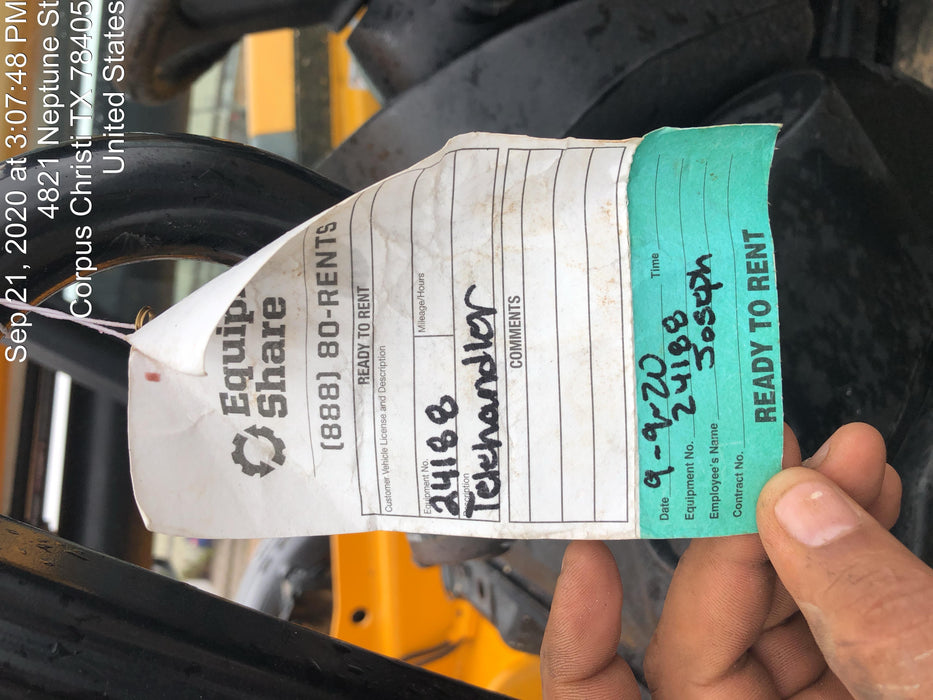 Sep 21, 2020 at 3:07:48 PM
4821 Neptune St
Corpus Christi TX 78405
United States
Equip
Share
(888) 80-RENTS
READY TO RENT
Customer Vehicle License and Description
Equipment No. Mileage/Hours
24188
Description
Telehandler
COMMENTS
Date 9-9-20 Time
Equipment No. 24188
Employee's Name Joseph
Contract No.
READY TO RENT